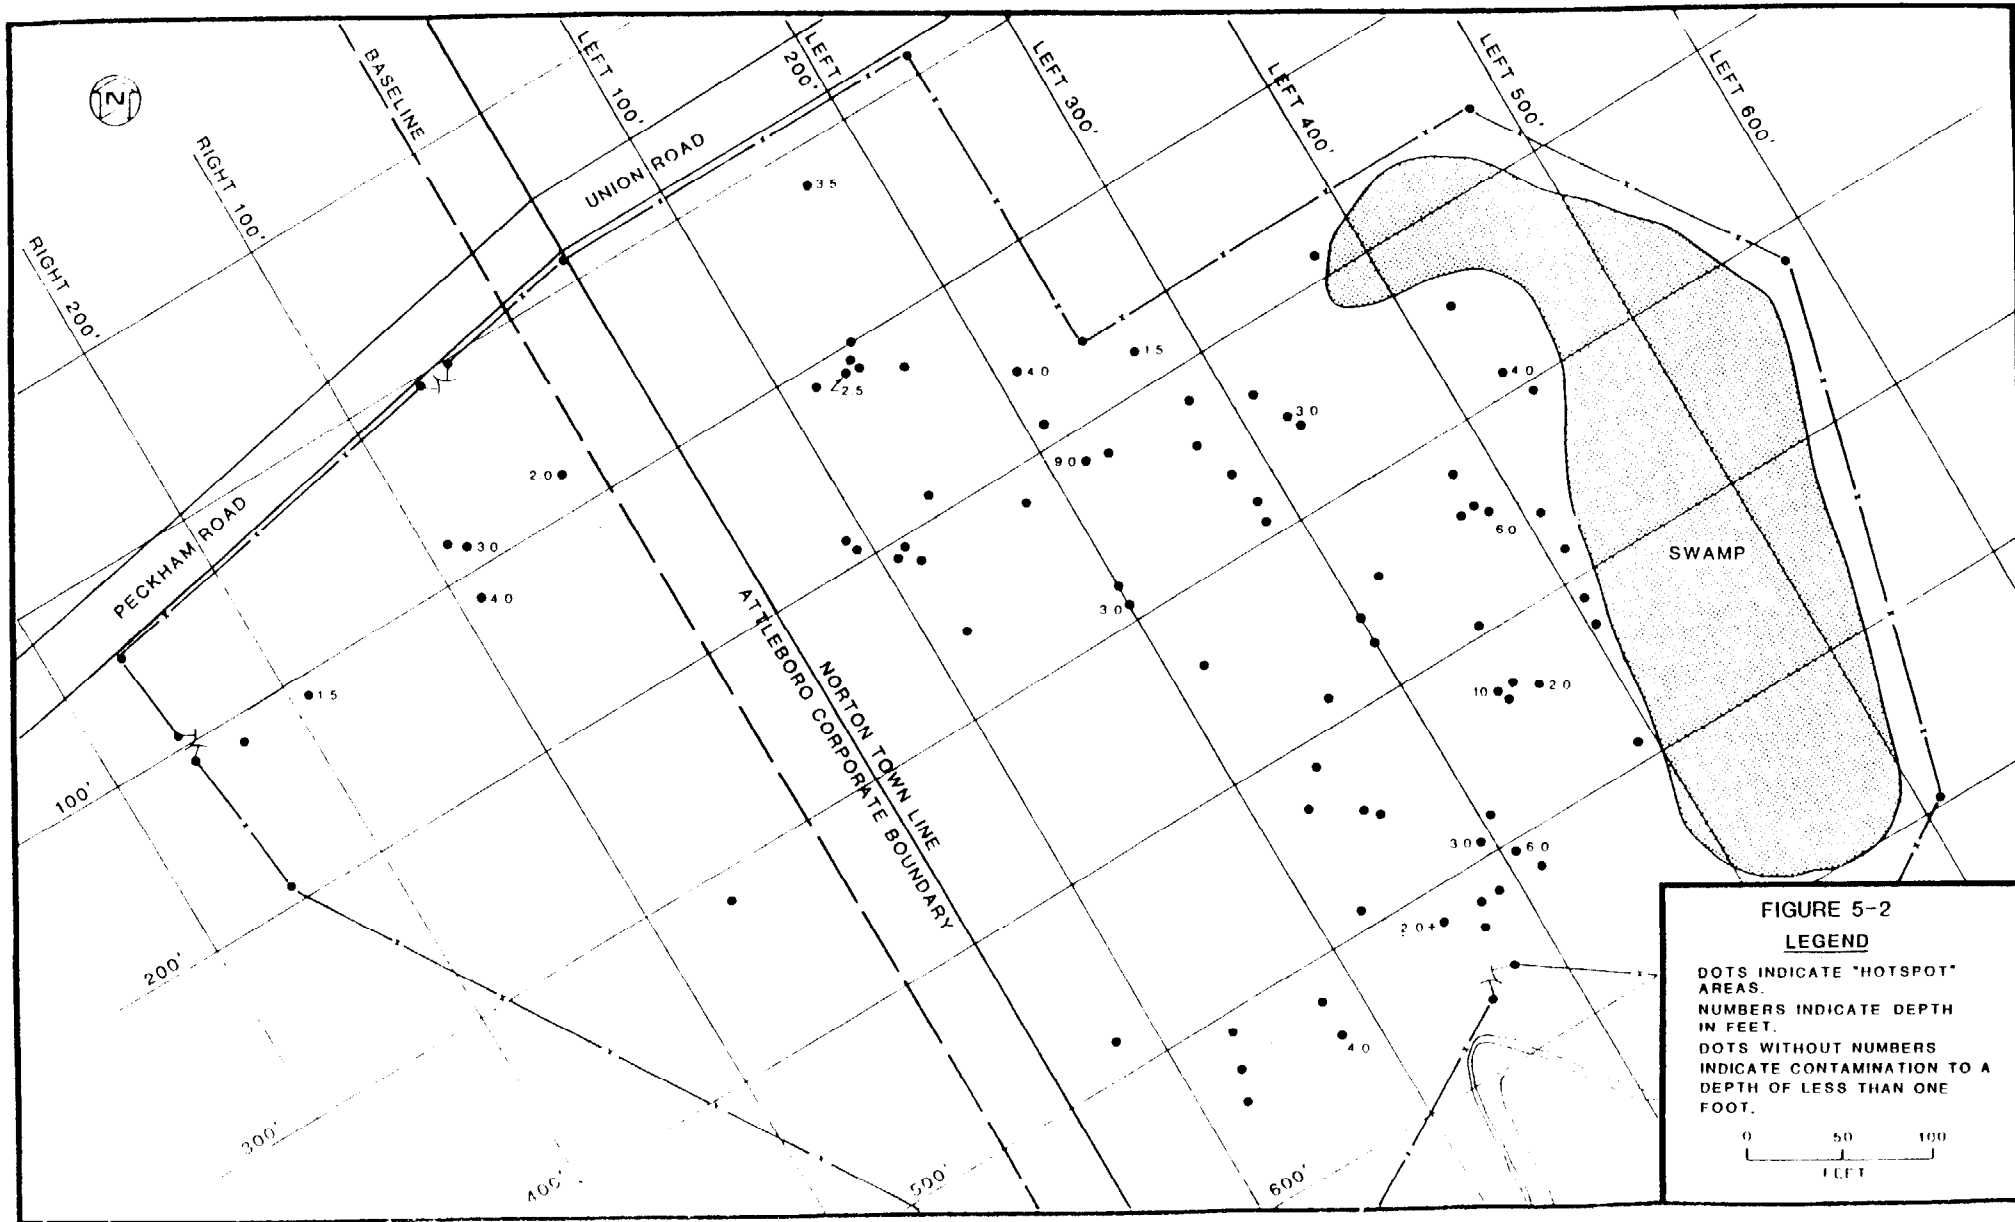 N
BASELINE
LEFT 100'
LEFT
200'
LEFT 300'
LEFT 400'
LEFT 500'
LEFT 600'
RIGHT 100'
RIGHT 200'
UNION ROAD
PECKHAM ROAD
3.5
2.5
4.0
1.5
4.0
3.0
9.0
2.0
3.0
4.0
6.0
3.0
1.5
10
2.0
3.0
6.0
2.0+
4.0
SWAMP
NORTON TOWN LINE
ATTLEBORO CORPORATE BOUNDARY
100'
200'
300'
400'
500'
600'
FIGURE 5-2
LEGEND
DOTS INDICATE "HOTSPOT"
AREAS.
NUMBERS INDICATE DEPTH
IN FEET.
DOTS WITHOUT NUMBERS
INDICATE CONTAMINATION TO A
DEPTH OF LESS THAN ONE
FOOT.
0 50 100
FEET